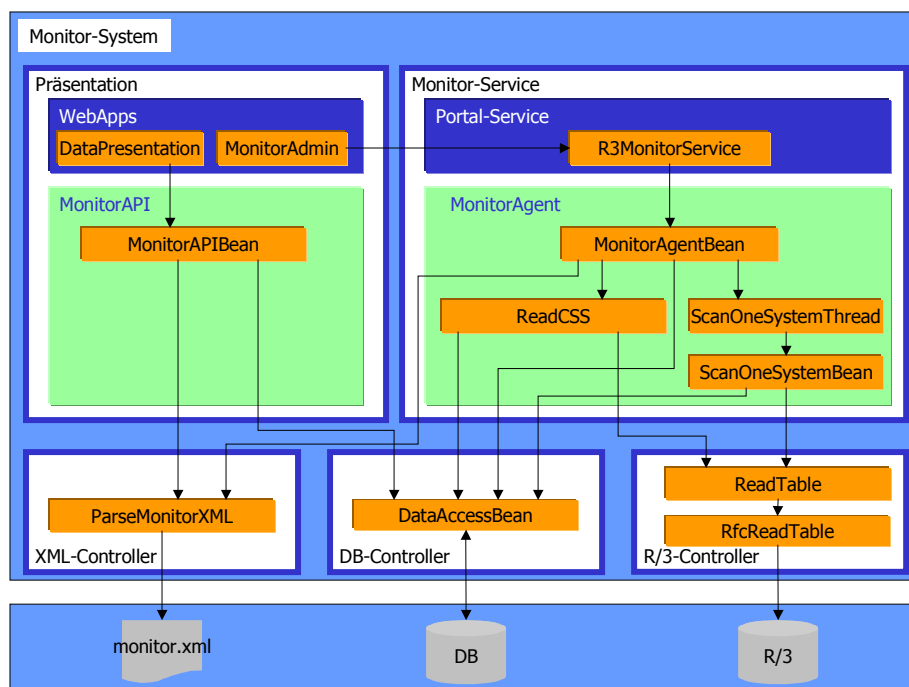 Monitor-System
Präsentation
Monitor-Service
WebApps
Portal-Service
DataPresentation
MonitorAdmin
R3MonitorService
MonitorAPI
MonitorAgent
MonitorAPIBean
MonitorAgentBean
ReadCSS
ScanOneSystemThread
ScanOneSystemBean
ReadTable
ParseMonitorXML
DataAccessBean
RfcReadTable
XML-Controller
DB-Controller
R/3-Controller
monitor.xml
DB
R/3